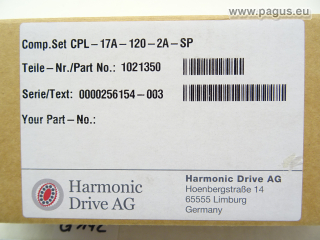 © www.pagus.eu
Comp.Set CPL-17A-120-2A-SP
Teile-Nr./Part No.: 1021350
Serie/Text: 0000256154-003
Your Part-No.:
Harmonic
Drive AG
Harmonic Drive AG
Hoenbergstraße 14
65555 Limburg
Germany